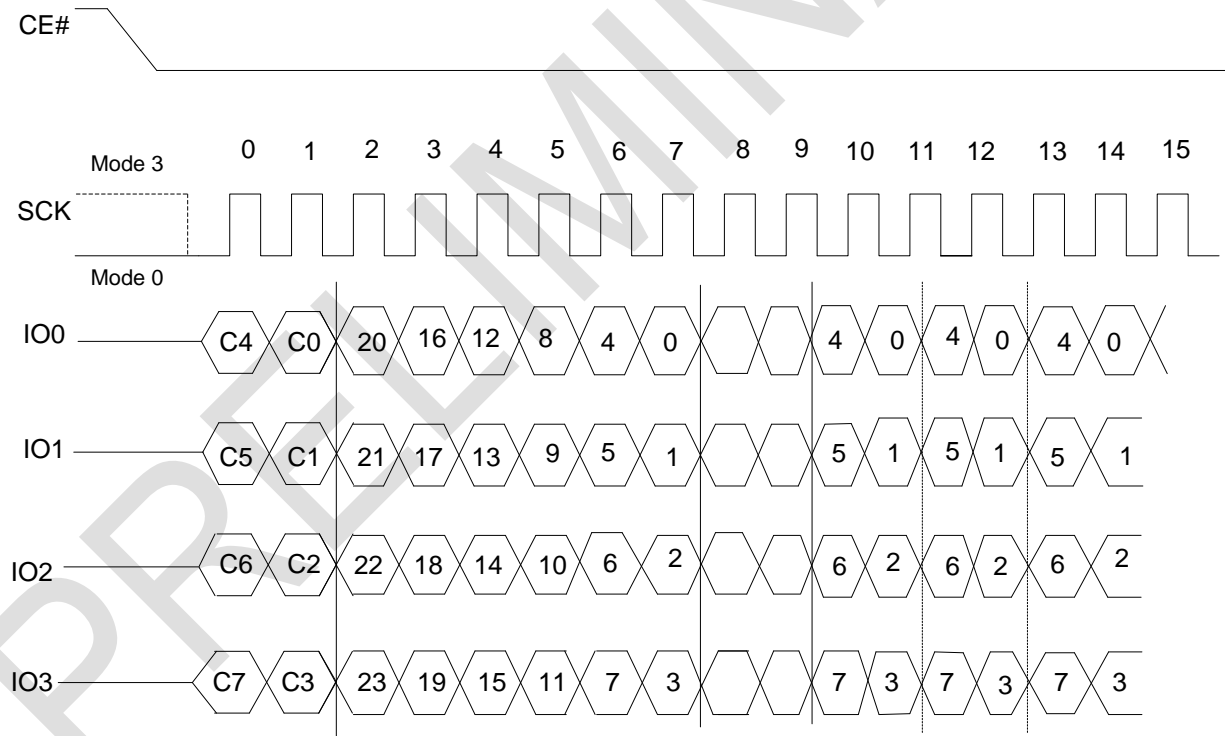 CE#
0 1 2 3 4 5 6 7 8 9 10 11 12 13 14 15
Mode 3
SCK
Mode 0
IO0 C4 C0 20 16 12 8 4 0 4 0 4 0 4 0
IO1 C5 C1 21 17 13 9 5 1 5 1 5 1 5 1
IO2 C6 C2 22 18 14 10 6 2 6 2 6 2 6 2
IO3 C7 C3 23 19 15 11 7 3 7 3 7 3 7 3